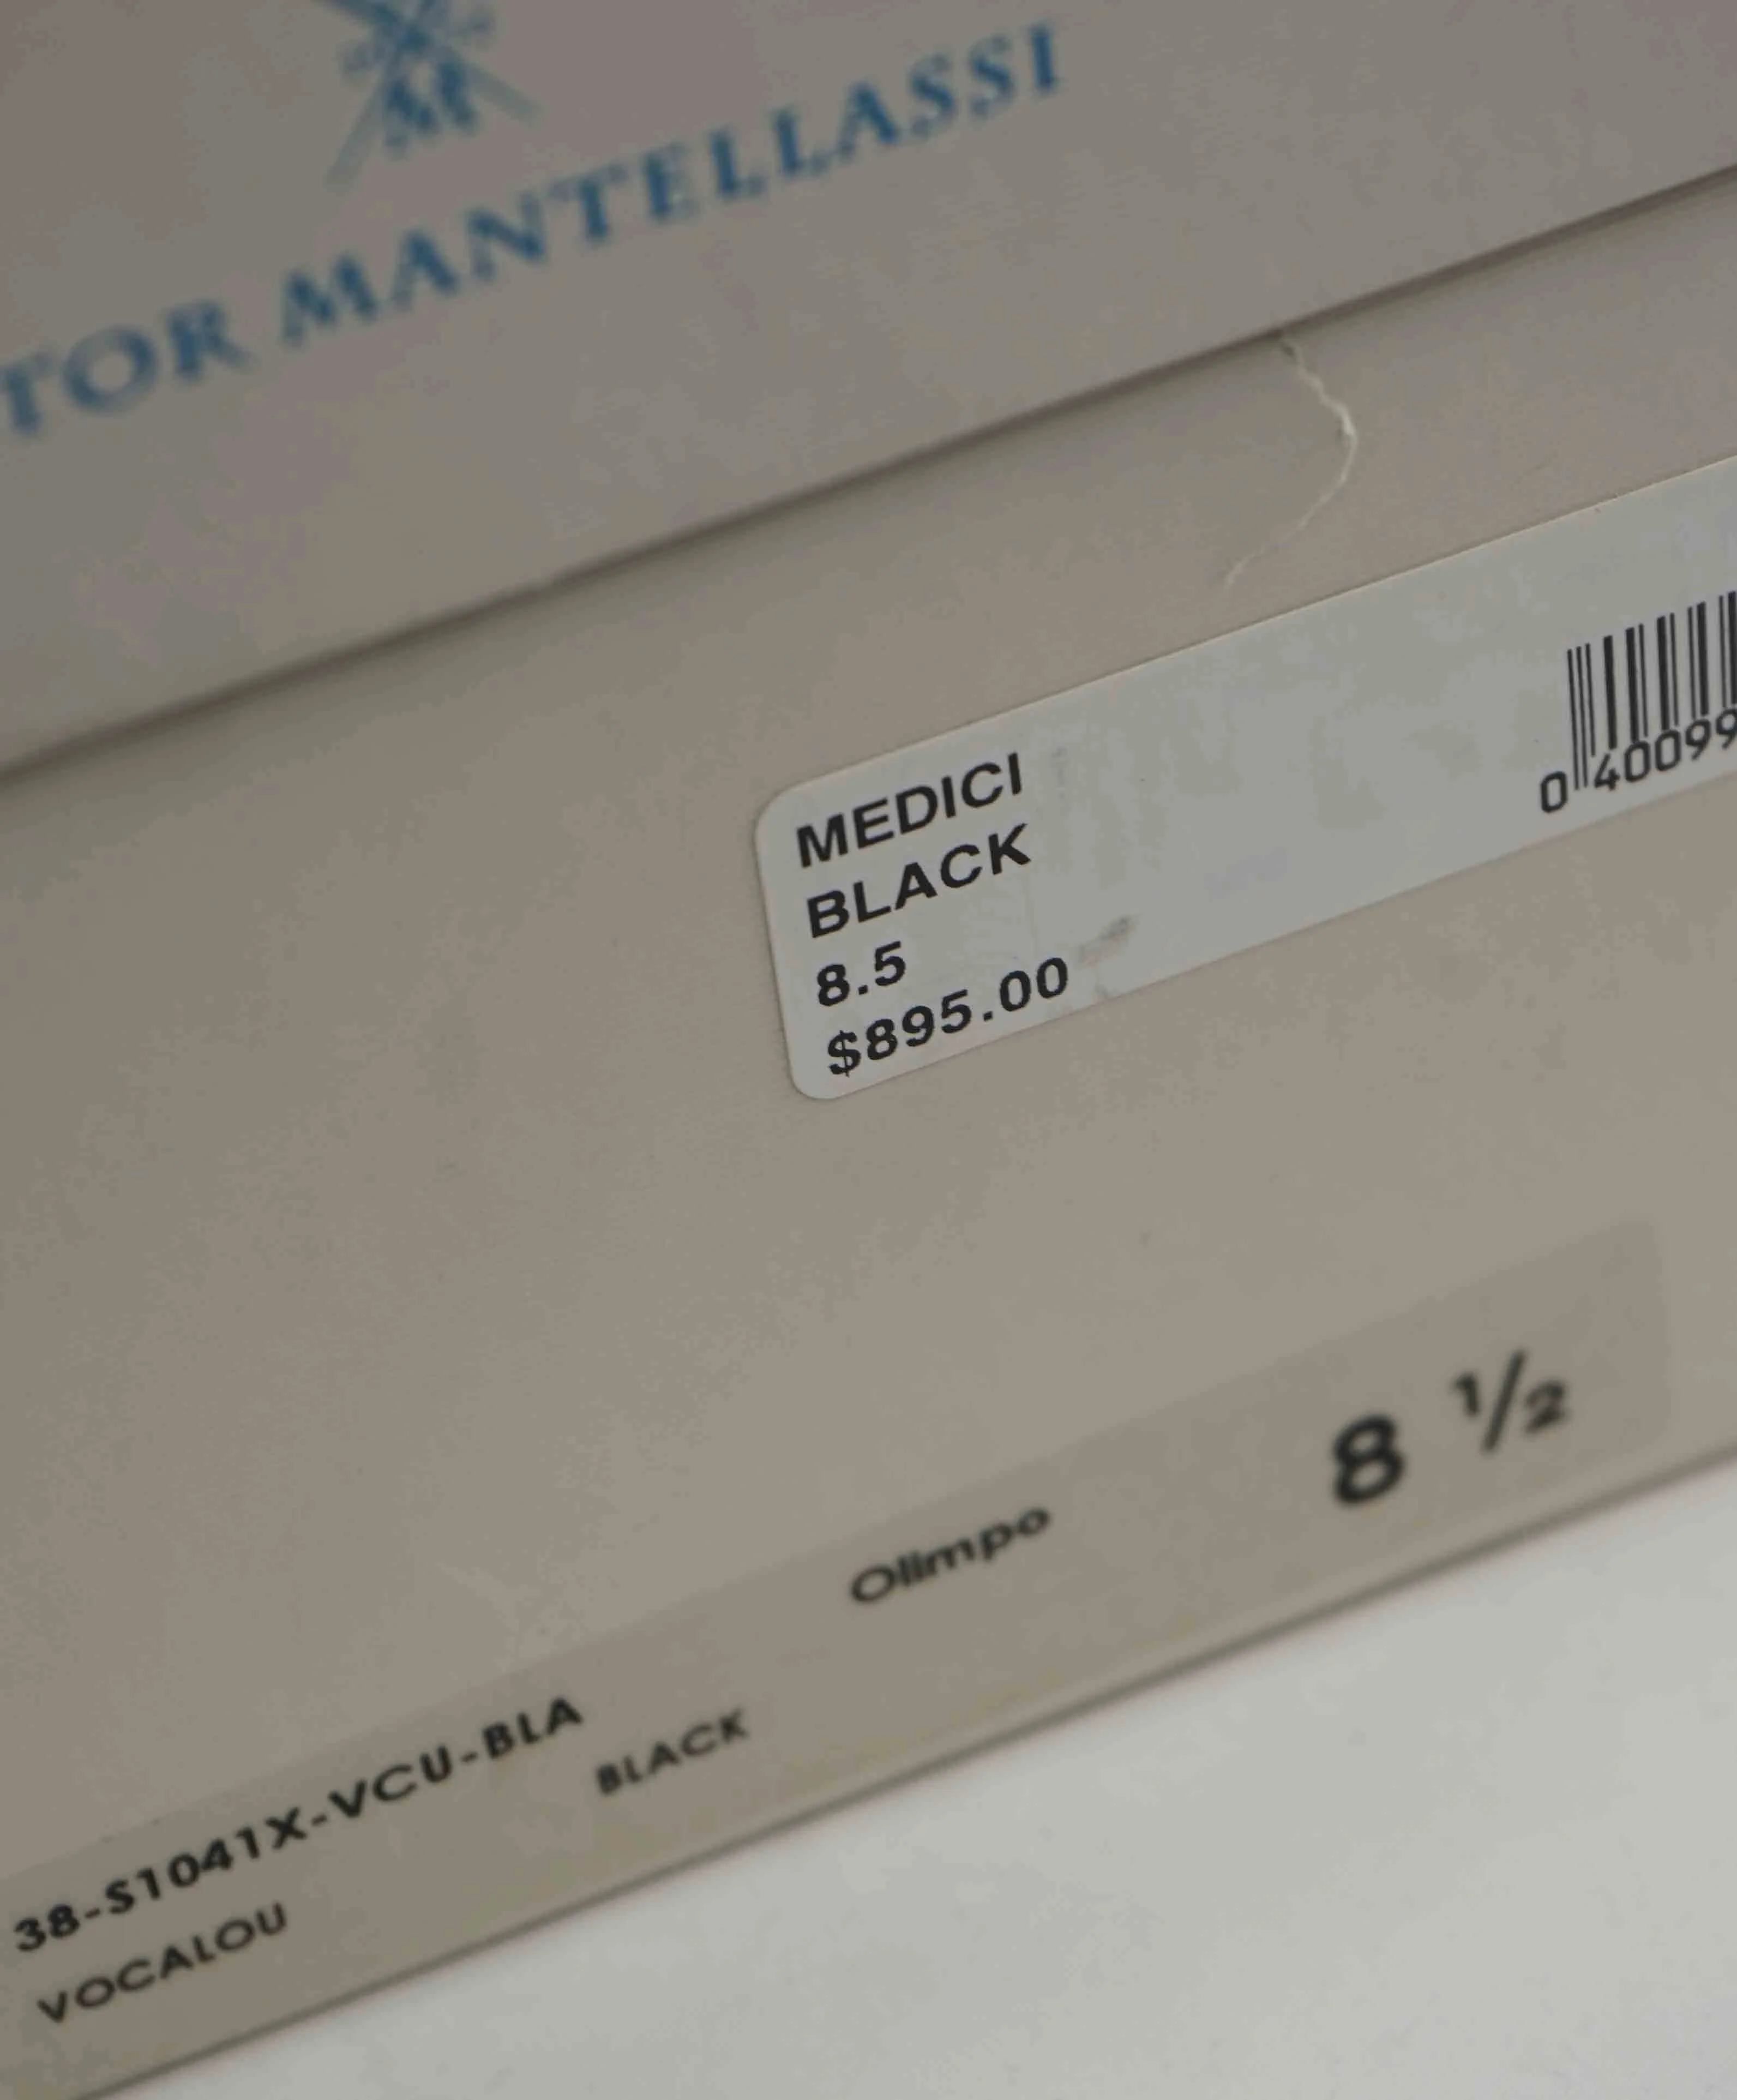 M
TOR MANTELLASSI
MEDICI
BLACK
8.5
$895.00
0 40099
8 ½
Olimpo
38-S1041X-VCU-BLA
BLACK
VOCALOU